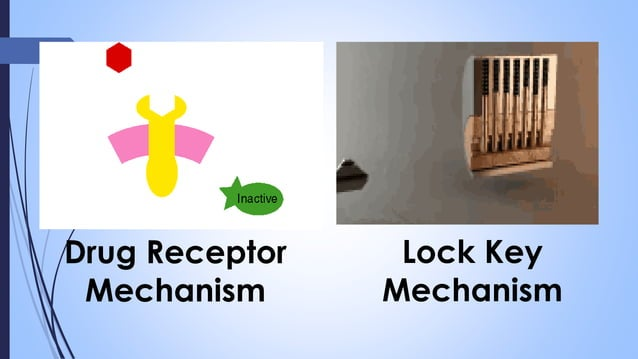 Inactive
Drug Receptor
Mechanism
Lock Key
Mechanism